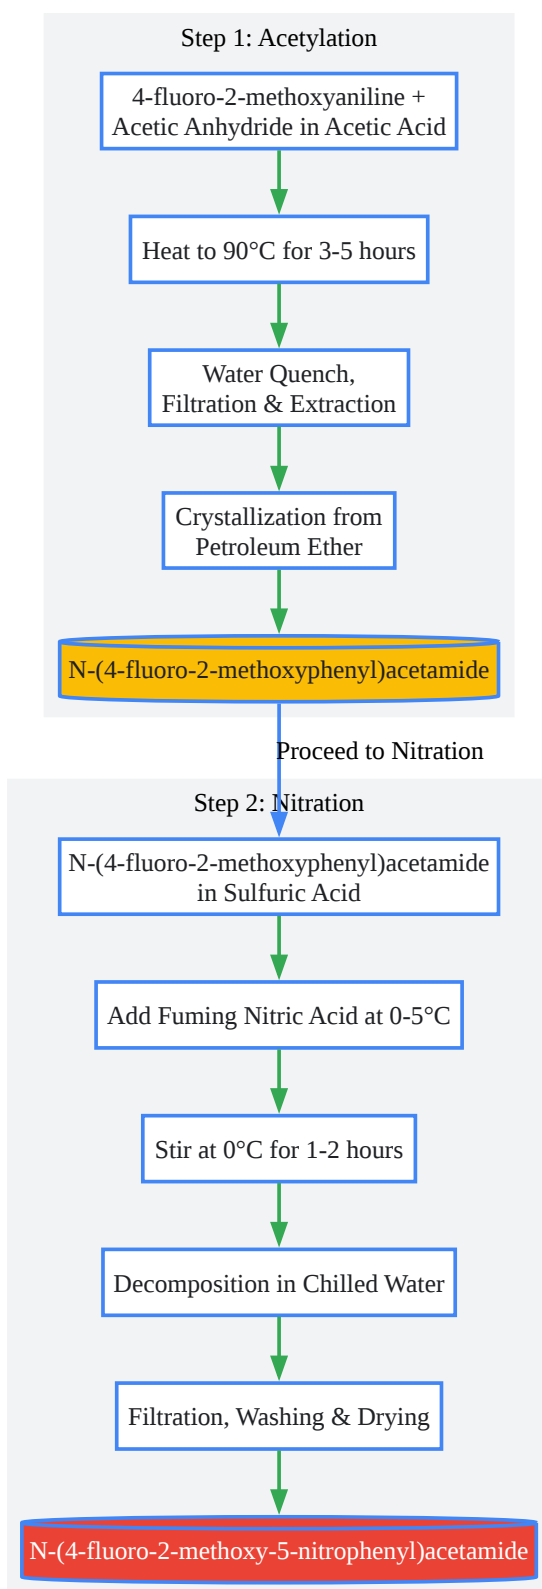 Step 1: Acetylation
4-fluoro-2-methoxyaniline +
Acetic Anhydride in Acetic Acid
Heat to 90°C for 3-5 hours
Water Quench,
Filtration & Extraction
Crystallization from
Petroleum Ether
N-(4-fluoro-2-methoxyphenyl)acetamide
Proceed to Nitration
Step 2: Nitration
N-(4-fluoro-2-methoxyphenyl)acetamide
in Sulfuric Acid
Add Fuming Nitric Acid at 0-5°C
Stir at 0°C for 1-2 hours
Decomposition in Chilled Water
Filtration, Washing & Drying
N-(4-fluoro-2-methoxy-5-nitrophenyl)acetamide